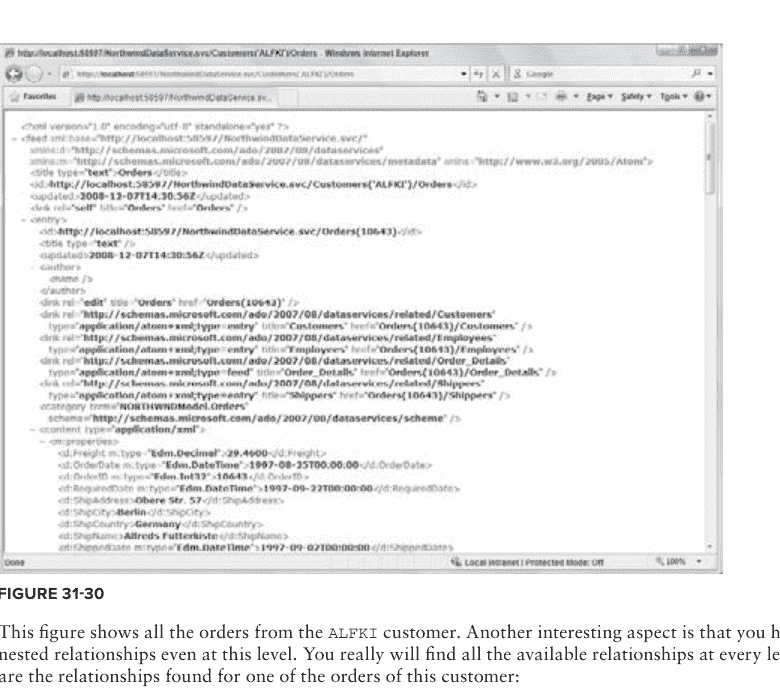 http://localhost:58597/NorthwindDataService.svc/Customers('ALFKI')/Orders - Windows Internet Explorer
http://localhost:58597/NorthwindDataService.svc/Customers('ALFKI')/Orders Google
Favorites http://localhost:58597/NorthwindDataService.sv... Page Safety Tools
<?xml version="1.0" encoding="utf-8" standalone="yes" ?>
- <feed xml:base="http://localhost:58597/NorthwindDataService.svc/"
xmlns:d="http://schemas.microsoft.com/ado/2007/08/dataservices"
xmlns:m="http://schemas.microsoft.com/ado/2007/08/dataservices/metadata" xmlns="http://www.w3.org/2005/Atom">
<title type="text">Orders</title>
<id>http://localhost:58597/NorthwindDataService.svc/Customers('ALFKI')/Orders</id>
<updated>2008-12-07T14:30:56Z</updated>
<link rel="self" title="Orders" href="Orders" />
- <entry>
<id>http://localhost:58597/NorthwindDataService.svc/Orders(10643)</id>
<title type="text" />
<updated>2008-12-07T14:30:56Z</updated>
- <author>
<name />
</author>
<link rel="edit" title="Orders" href="Orders(10643)" />
<link rel="http://schemas.microsoft.com/ado/2007/08/dataservices/related/Customers"
type="application/atom+xml;type=entry" title="Customers" href="Orders(10643)/Customers" />
<link rel="http://schemas.microsoft.com/ado/2007/08/dataservices/related/Employees"
type="application/atom+xml;type=entry" title="Employees" href="Orders(10643)/Employees" />
<link rel="http://schemas.microsoft.com/ado/2007/08/dataservices/related/Order_Details"
type="application/atom+xml;type=feed" title="Order_Details" href="Orders(10643)/Order_Details" />
<link rel="http://schemas.microsoft.com/ado/2007/08/dataservices/related/Shippers"
type="application/atom+xml;type=entry" title="Shippers" href="Orders(10643)/Shippers" />
<category term="NORTHWNDModel.Orders"
scheme="http://schemas.microsoft.com/ado/2007/08/dataservices/scheme" />
- <content type="application/xml">
- <m:properties>
<d:Freight m:type="Edm.Decimal">29.4600</d:Freight>
<d:OrderDate m:type="Edm.DateTime">1997-08-25T00:00:00</d:OrderDate>
<d:OrderID m:type="Edm.Int32">10643</d:OrderID>
<d:RequiredDate m:type="Edm.DateTime">1997-09-22T00:00:00</d:RequiredDate>
<d:ShipAddress>Obere Str. 57</d:ShipAddress>
<d:ShipCity>Berlin</d:ShipCity>
<d:ShipCountry>Germany</d:ShipCountry>
<d:ShipName>Alfreds Futterkiste</d:ShipName>
<d:ShippedDate m:type="Edm.DateTime">1997-09-02T00:00:00</d:ShippedDate>
Done Local intranet | Protected Mode: Off 100%
FIGURE 31-30
This figure shows all the orders from the ALFKI customer. Another interesting aspect is that you h
nested relationships even at this level. You really will find all the available relationships at every le
are the relationships found for one of the orders of this customer: